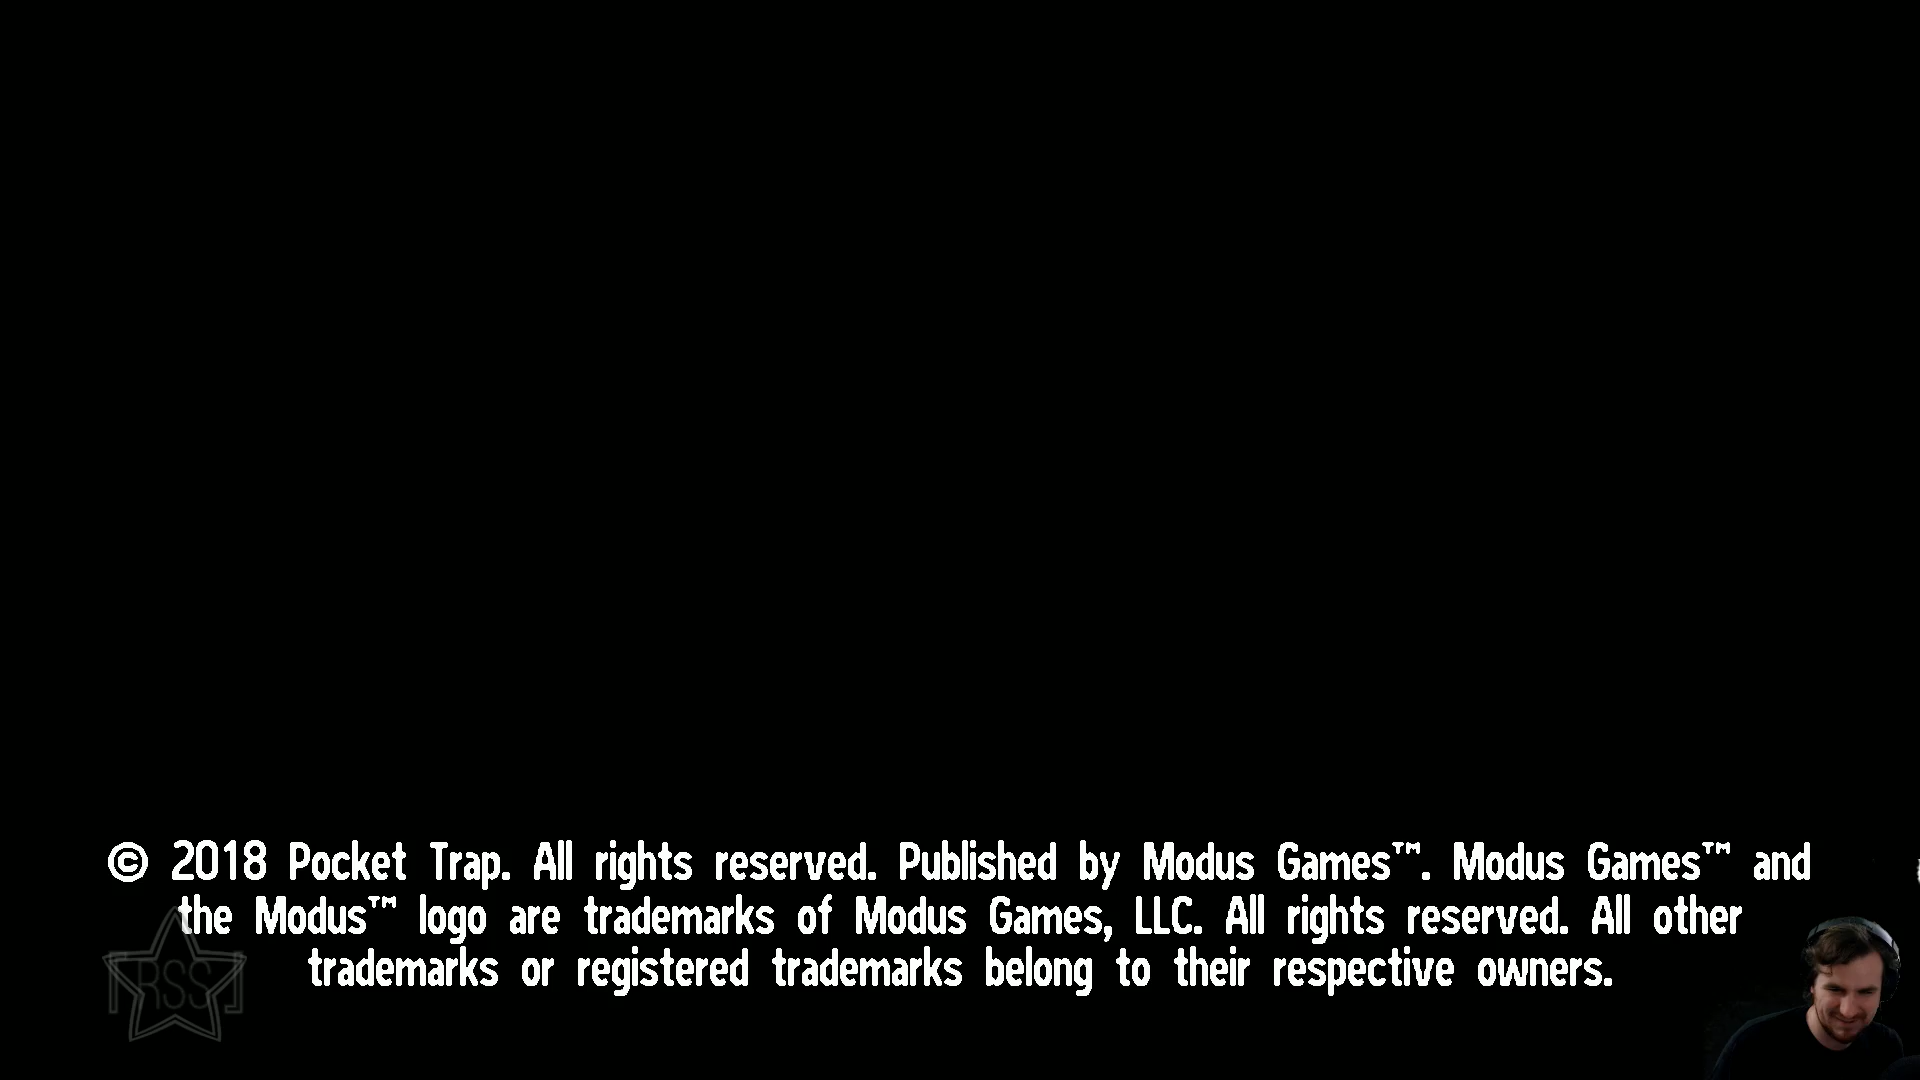 © 2018 Pocket Trap. All rights reserved. Published by Modus Games™. Modus Games™ and
the Modus™ logo are trademarks of Modus Games, LLC. All rights reserved. All other
trademarks or registered trademarks belong to their respective owners.
[RSS]